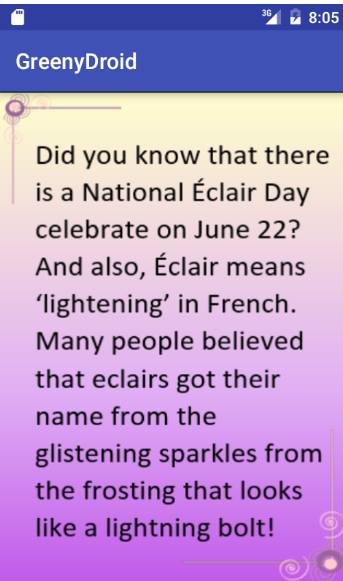 3G 8:05
GreenyDroid
Did you know that there
is a National Éclair Day
celebrate on June 22?
And also, Éclair means
‘lightening’ in French.
Many people believed
that eclairs got their
name from the
glistening sparkles from
the frosting that looks
like a lightning bolt!